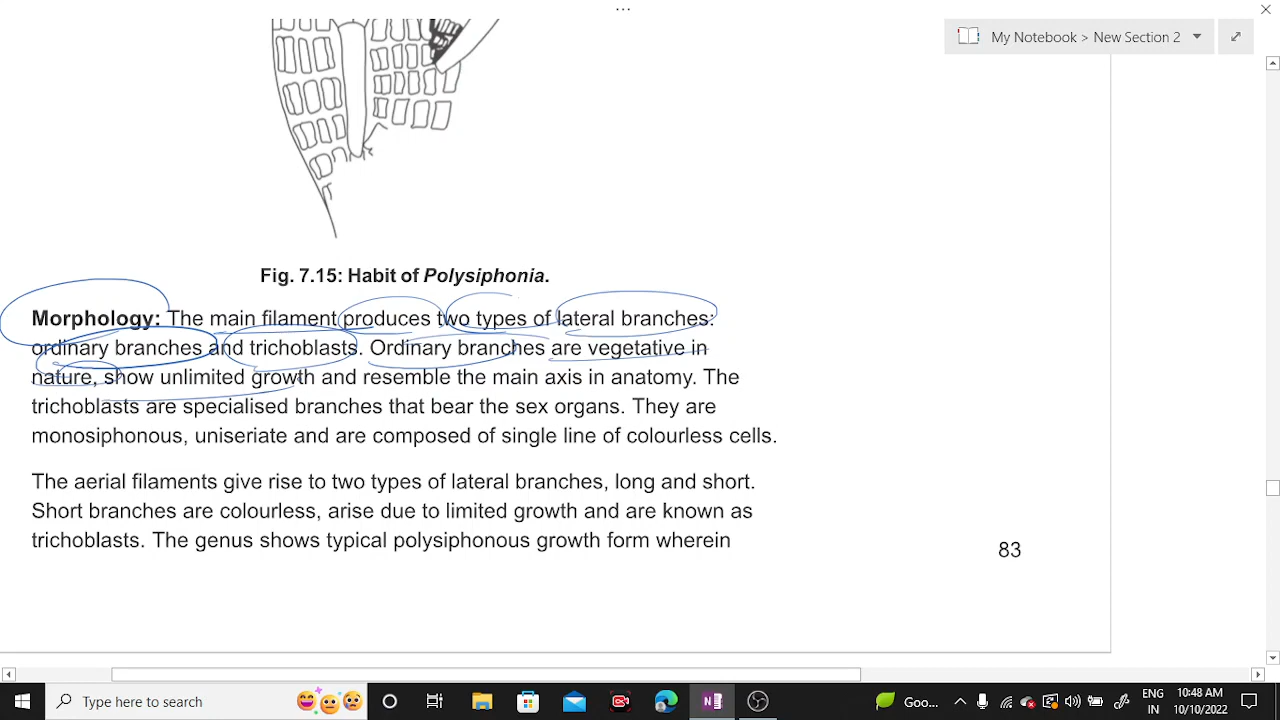 ...
My Notebook > New Section 2
Fig. 7.15: Habit of Polysiphonia.
Morphology: The main filament produces two types of lateral branches:
ordinary branches and trichoblasts. Ordinary branches are vegetative in
nature, show unlimited growth and resemble the main axis in anatomy. The
trichoblasts are specialised branches that bear the sex organs. They are
monosiphonous, uniseriate and are composed of single line of colourless cells.
The aerial filaments give rise to two types of lateral branches, long and short.
Short branches are colourless, arise due to limited growth and are known as
trichoblasts. The genus shows typical polysiphonous growth form wherein
83
Type here to search
Goo...
ENG
IN
10:48 AM
10/10/2022